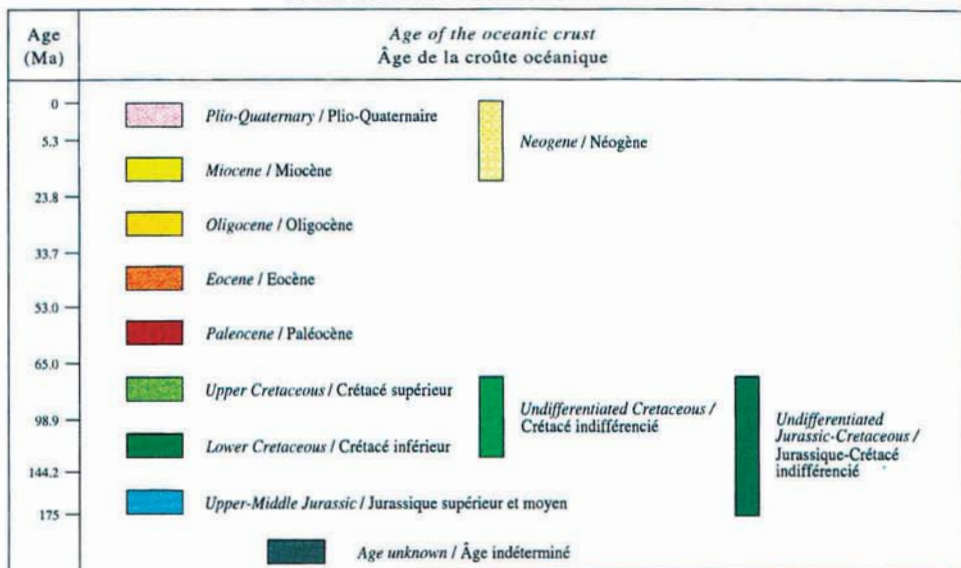 Age
(Ma)
Age of the oceanic crust
Âge de la croûte océanique
0
5.3
23.8
33.7
53.0
65.0
98.9
144.2
175
Plio-Quaternary / Plio-Quaternaire
Neogene / Néogène
Miocene / Miocène
Oligocene / Oligocène
Eocene / Eocène
Paleocene / Paléocène
Upper Cretaceous / Crétacé supérieur
Undifferentiated Cretaceous /
Crétacé indifférencié
Undifferentiated
Jurassic-Cretaceous /
Jurassique-Crétacé
indifférencié
Lower Cretaceous / Crétacé inférieur
Upper-Middle Jurassic / Jurassique supérieur et moyen
Age unknown / Âge indéterminé